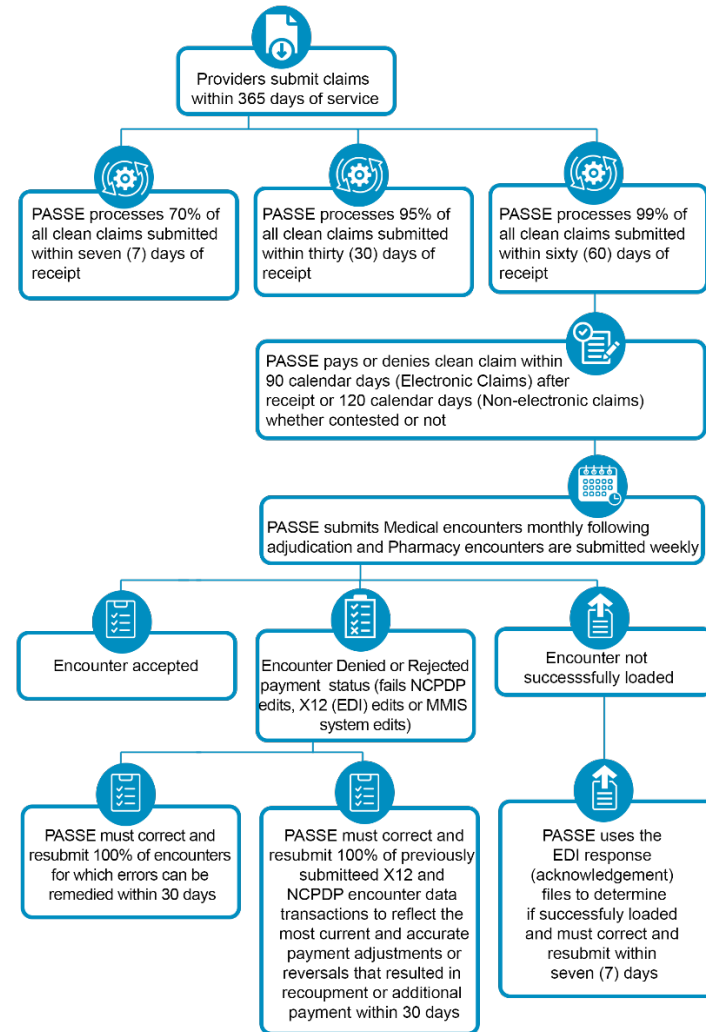 Providers submit claims
within 365 days of service
PASSE processes 70% of
all clean claims submitted
within seven (7) days of
receipt
PASSE processes 95% of
all clean claims submitted
within thirty (30) days of
receipt
PASSE processes 99% of
all clean claims submitted
within sixty (60) days of
receipt
PASSE pays or denies clean claim within
90 calendar days (Electronic Claims) after
receipt or 120 calendar days (Non-electronic claims)
whether contested or not
PASSE submits Medical encounters monthly following
adjudication and Pharmacy encounters are submitted weekly
Encounter accepted
Encounter Denied or Rejected
payment status (fails NCPDP
edits, X12 (EDI) edits or MMIS
system edits)
Encounter not
successsfully loaded
PASSE must correct and
resubmit 100% of encounters
for which errors can be
remedied within 30 days
PASSE must correct and
resubmit 100% of previously
submitteed X12 and
NCPDP encounter data
transactions to reflect the
most current and accurate
payment adjustments or
reversals that resulted in
recoupment or additional
payment within 30 days
PASSE uses the
EDI response
(acknowledgement)
files to determine
if successfuly loaded
and must correct and
resubmit within
seven (7) days